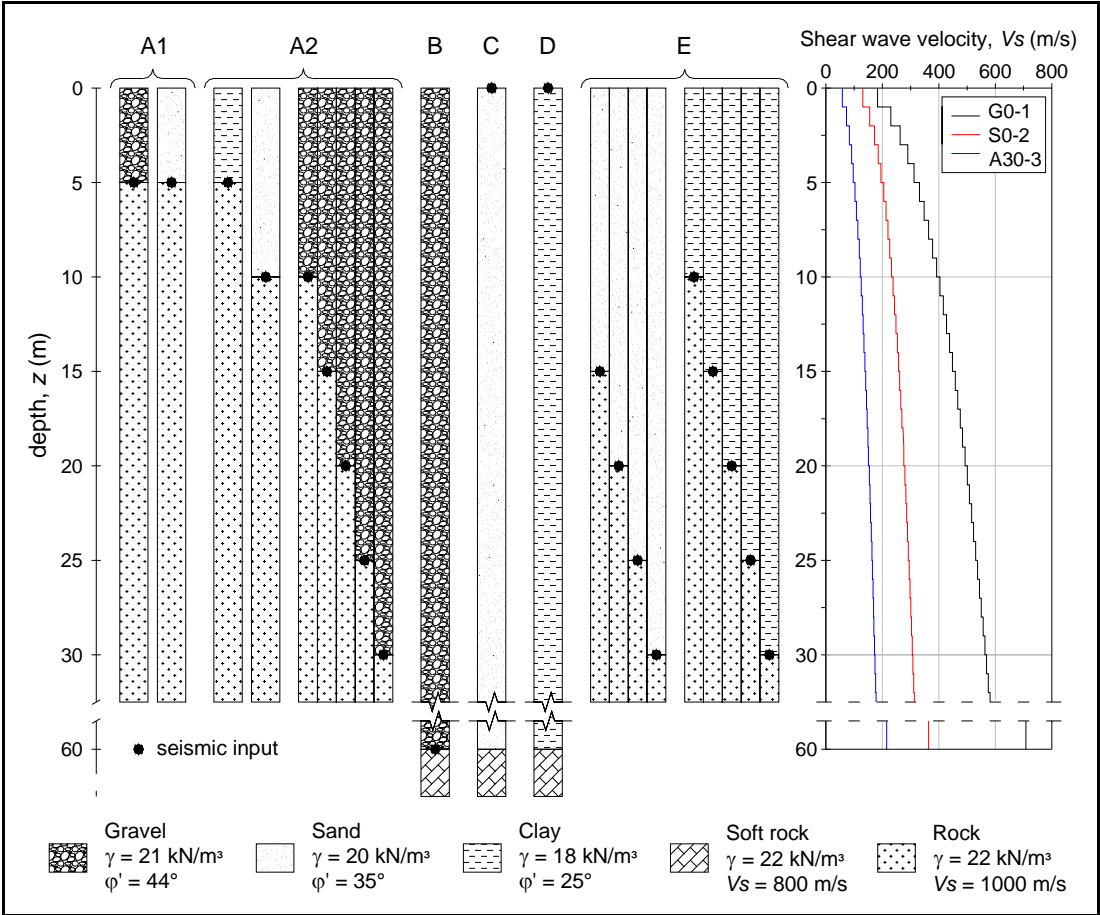 A1 A2 B C D E
Shear wave velocity, Vs (m/s)
0 200 400 600 800
G0-1
S0-2
A30-3
depth, z (m)
0
5
10
15
20
25
30
60
0
5
10
15
20
25
30
60
seismic input
Gravel
γ = 21 kN/m³
φ' = 44°
Sand
γ = 20 kN/m³
φ' = 35°
Clay
γ = 18 kN/m³
φ' = 25°
Soft rock
γ = 22 kN/m³
Vs = 800 m/s
Rock
γ = 22 kN/m³
Vs = 1000 m/s